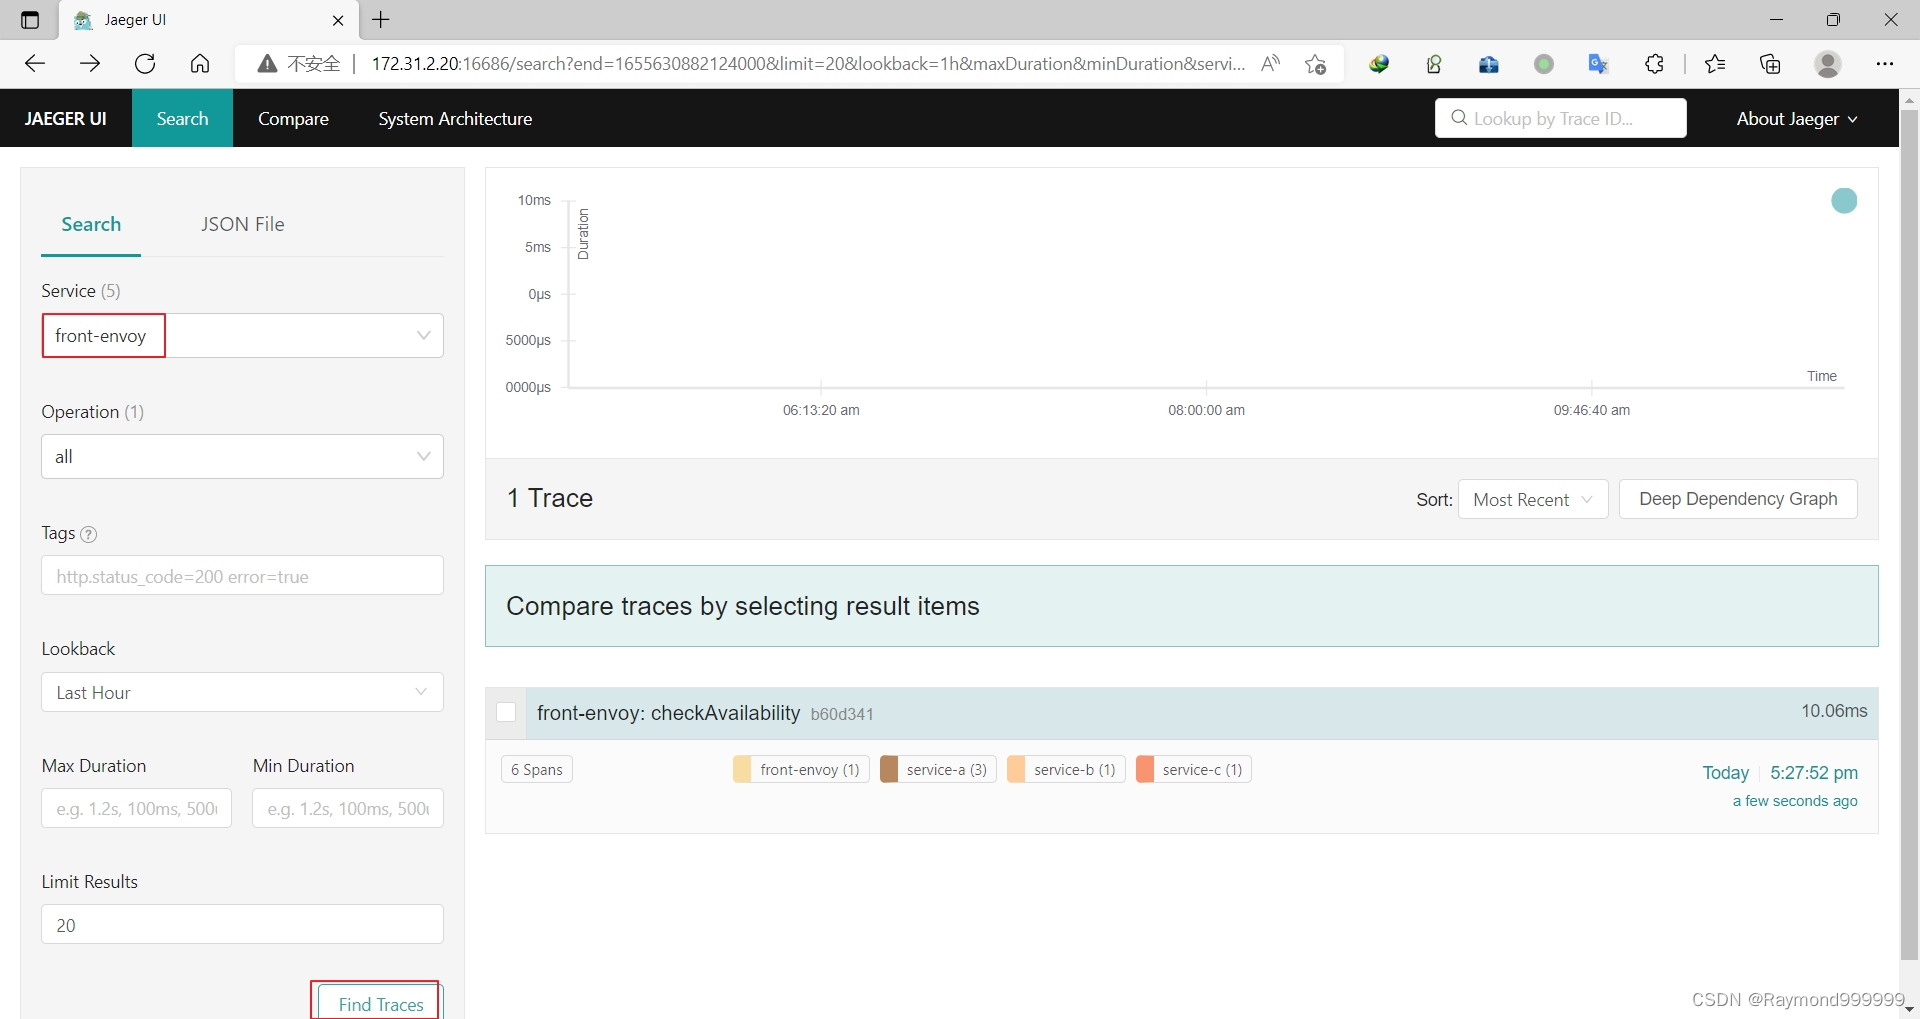 Jaeger UI
不安全
172.31.2.20:16686/search?end=1655630882124000&limit=20&lookback=1h&maxDuration&minDuration&servi...
JAEGER UI
Search
Compare
System Architecture
Lookup by Trace ID...
About Jaeger
Search
JSON File
Service (5)
front-envoy
Operation (1)
all
Tags
http.status_code=200 error=true
Lookback
Last Hour
Max Duration
Min Duration
e.g. 1.2s, 100ms, 500
e.g. 1.2s, 100ms, 500
Limit Results
20
Find Traces
10ms
5ms
0μs
5000μs
0000μs
Duration
Time
06:13:20 am
08:00:00 am
09:46:40 am
1 Trace
Sort:
Most Recent
Deep Dependency Graph
Compare traces by selecting result items
front-envoy: checkAvailability b60d341
10.06ms
6 Spans
front-envoy (1)
service-a (3)
service-b (1)
service-c (1)
Today
5:27:52 pm
a few seconds ago
CSDN @Raymond999999